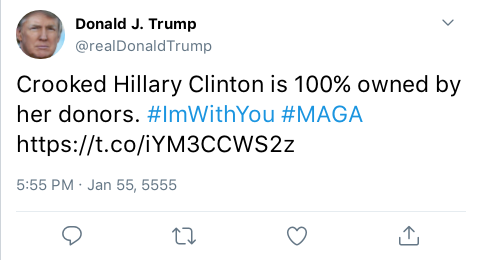 Donald J. Trump
@realDonaldTrump
Crooked Hillary Clinton is 100% owned by
her donors. #ImWithYou #MAGA
https://t.co/iYM3CCWS2z
5:55 PM · Jan 55, 5555